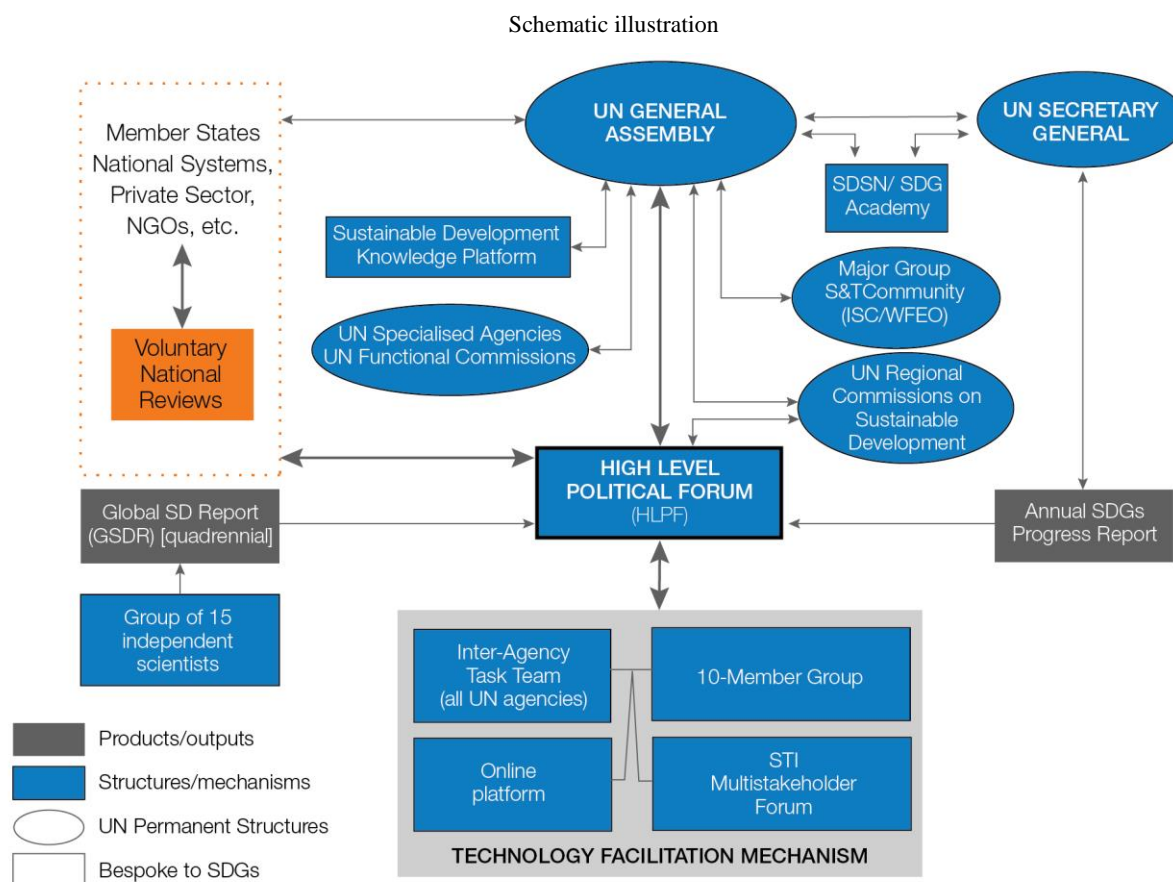 Schematic illustration
Member States
National Systems,
Private Sector,
NGOs, etc.
Voluntary
National
Reviews
UN GENERAL
ASSEMBLY
UN SECRETARY
GENERAL
SDSN/ SDG
Academy
Sustainable Development
Knowledge Platform
Major Group
S&TCommunity
(ISC/WFEO)
UN Specialised Agencies
UN Functional Commissions
UN Regional
Commissions on
Sustainable
Development
HIGH LEVEL
POLITICAL FORUM
(HLPF)
Global SD Report
(GSDR) [quadrennial]
Annual SDGs
Progress Report
Group of 15
independent
scientists
Inter-Agency
Task Team
(all UN agencies)
10-Member Group
Online
platform
STI
Multistakeholder
Forum
TECHNOLOGY FACILITATION MECHANISM
Products/outputs
Structures/mechanisms
UN Permanent Structures
Bespoke to SDGs